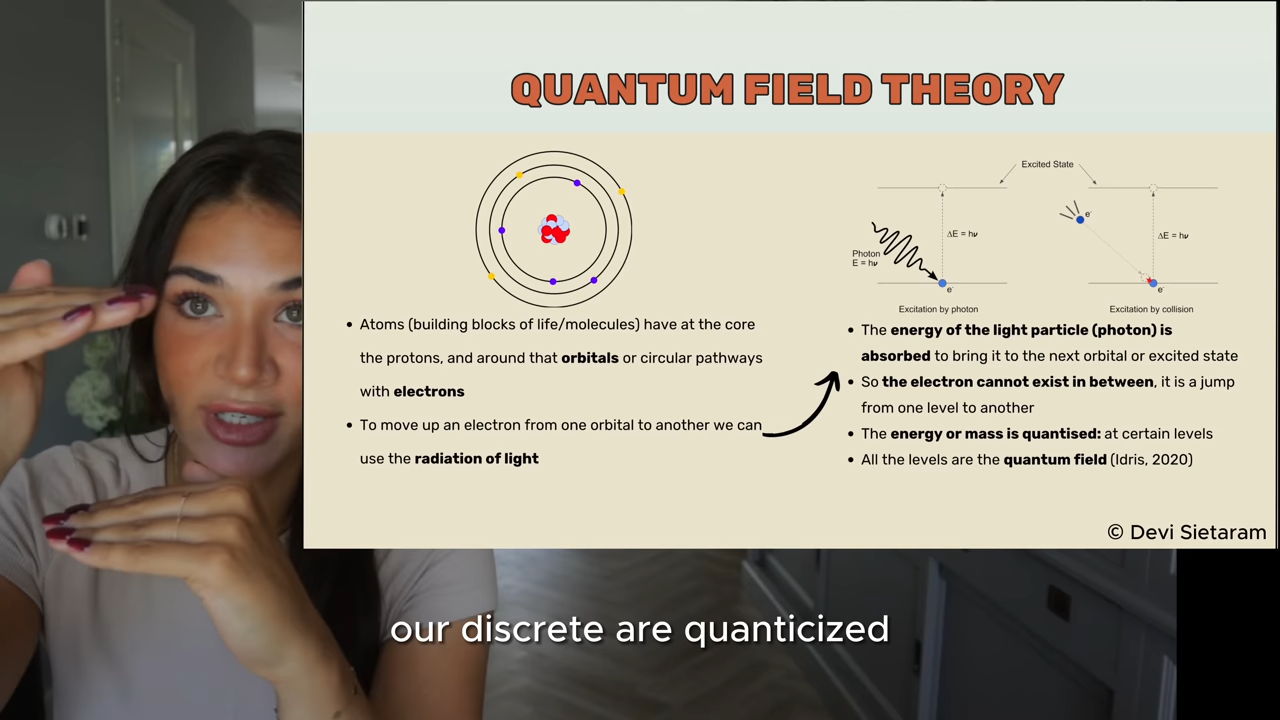 QUANTUM FIELD THEORY
Excited State
ΔE = hν
Photon
E = hν
e-
Excitation by photon
e-
ΔE = hν
e-
Excitation by collision
• Atoms (building blocks of life/molecules) have at the core
the protons, and around that orbitals or circular pathways
with electrons
• To move up an electron from one orbital to another we can
use the radiation of light
• The energy of the light particle (photon) is
absorbed to bring it to the next orbital or excited state
• So the electron cannot exist in between, it is a jump
from one level to another
• The energy or mass is quantised: at certain levels
• All the levels are the quantum field (Idris, 2020)
© Devi Sietaram
our discrete are quanticized